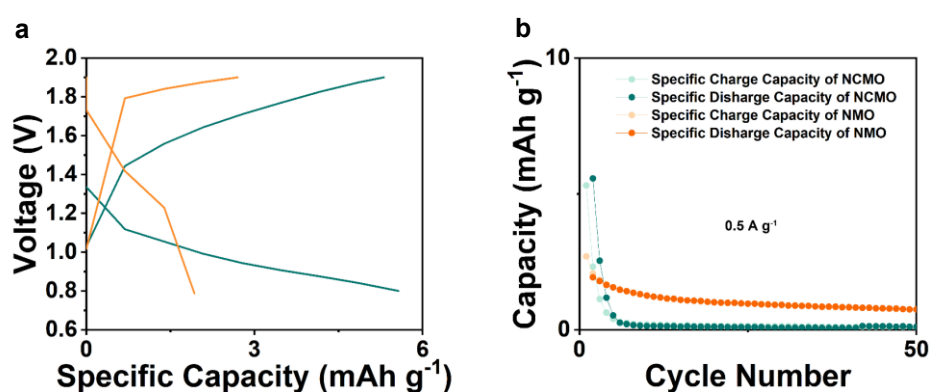 a
2.0
1.8
1.6
1.4
1.2
1.0
0.8
0.6
Voltage (V)
0
3
6
Specific Capacity (mAh g⁻¹)
b
10
0
Capacity (mAh g⁻¹)
Specific Charge Capacity of NCMO
Specific Disharge Capacity of NCMO
Specific Charge Capacity of NMO
Specific Disharge Capacity of NMO
0.5 A g⁻¹
0
50
Cycle Number